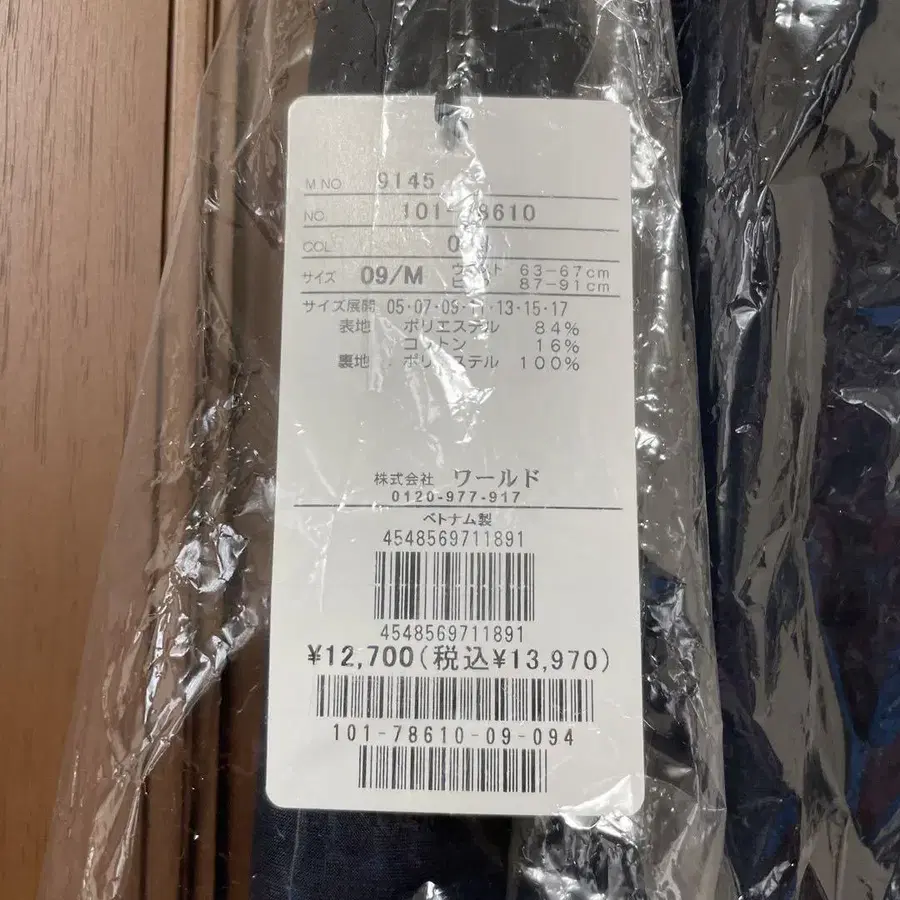 M.NO 9145
NO. 101-78610
COL
サイズ 09/M ウエスト 63-67cm
87-91cm
サイズ展開 05・07・09・11・13・15・17
表地 ポリエステル 84%
コットン 16%
裏地 ポリエステル 100%
株式会社 ワールド
0120-977-917
ベトナム製
4548569711891
4548569711891
¥12,700(税込¥13,970)
101-78610-09-094